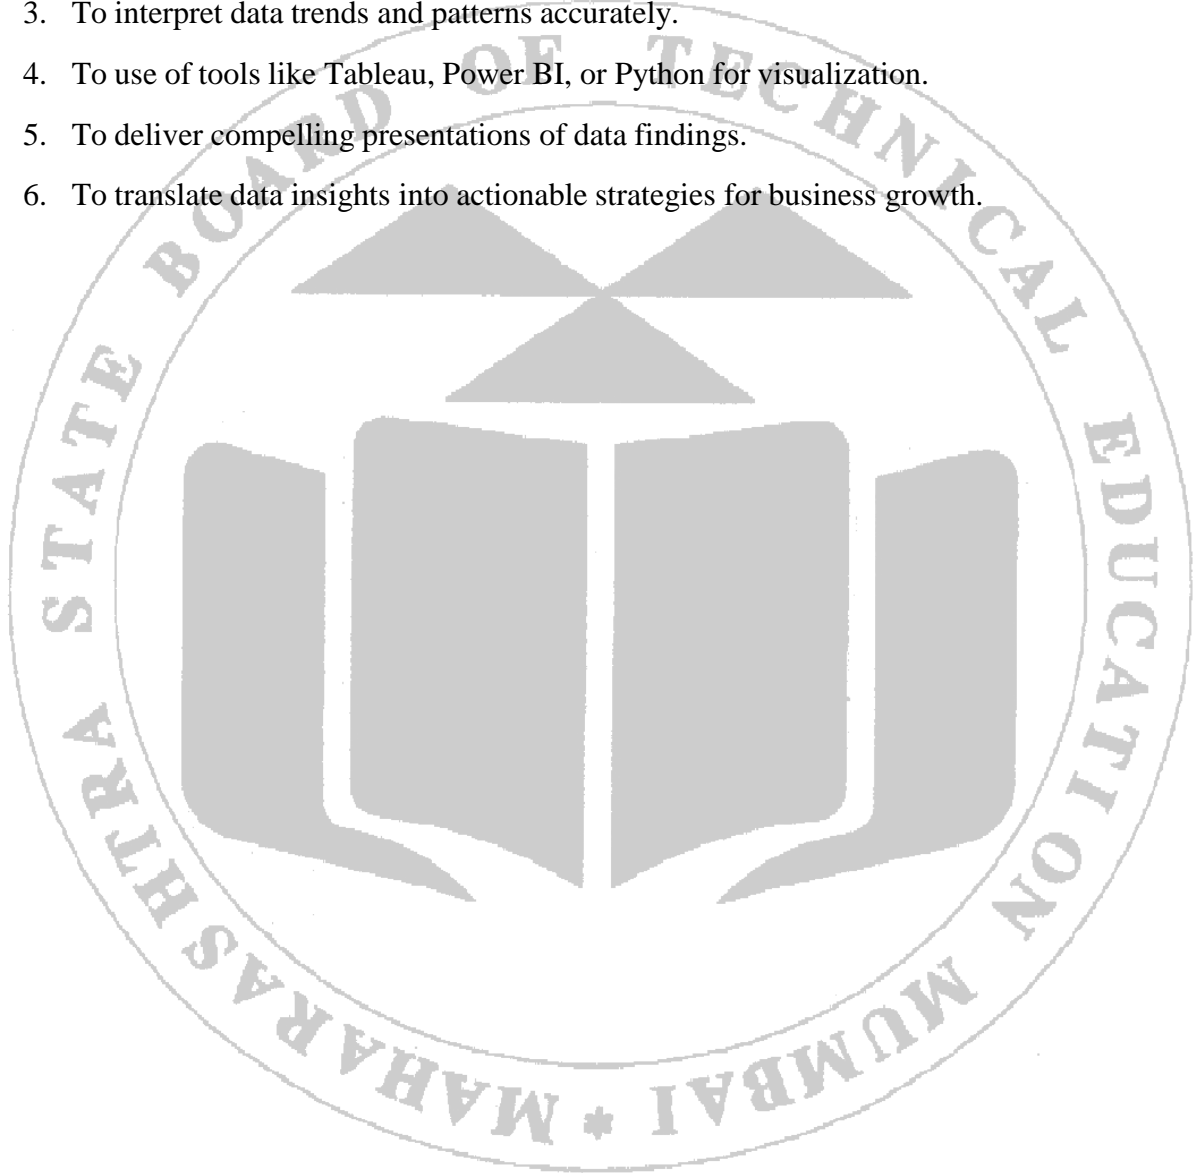 3. To interpret data trends and patterns accurately.
4. To use of tools like Tableau, Power BI, or Python for visualization.
5. To deliver compelling presentations of data findings.
6. To translate data insights into actionable strategies for business growth.
MAHARASHTRA STATE BOARD OF TECHNICAL EDUCATION MUMBAI *